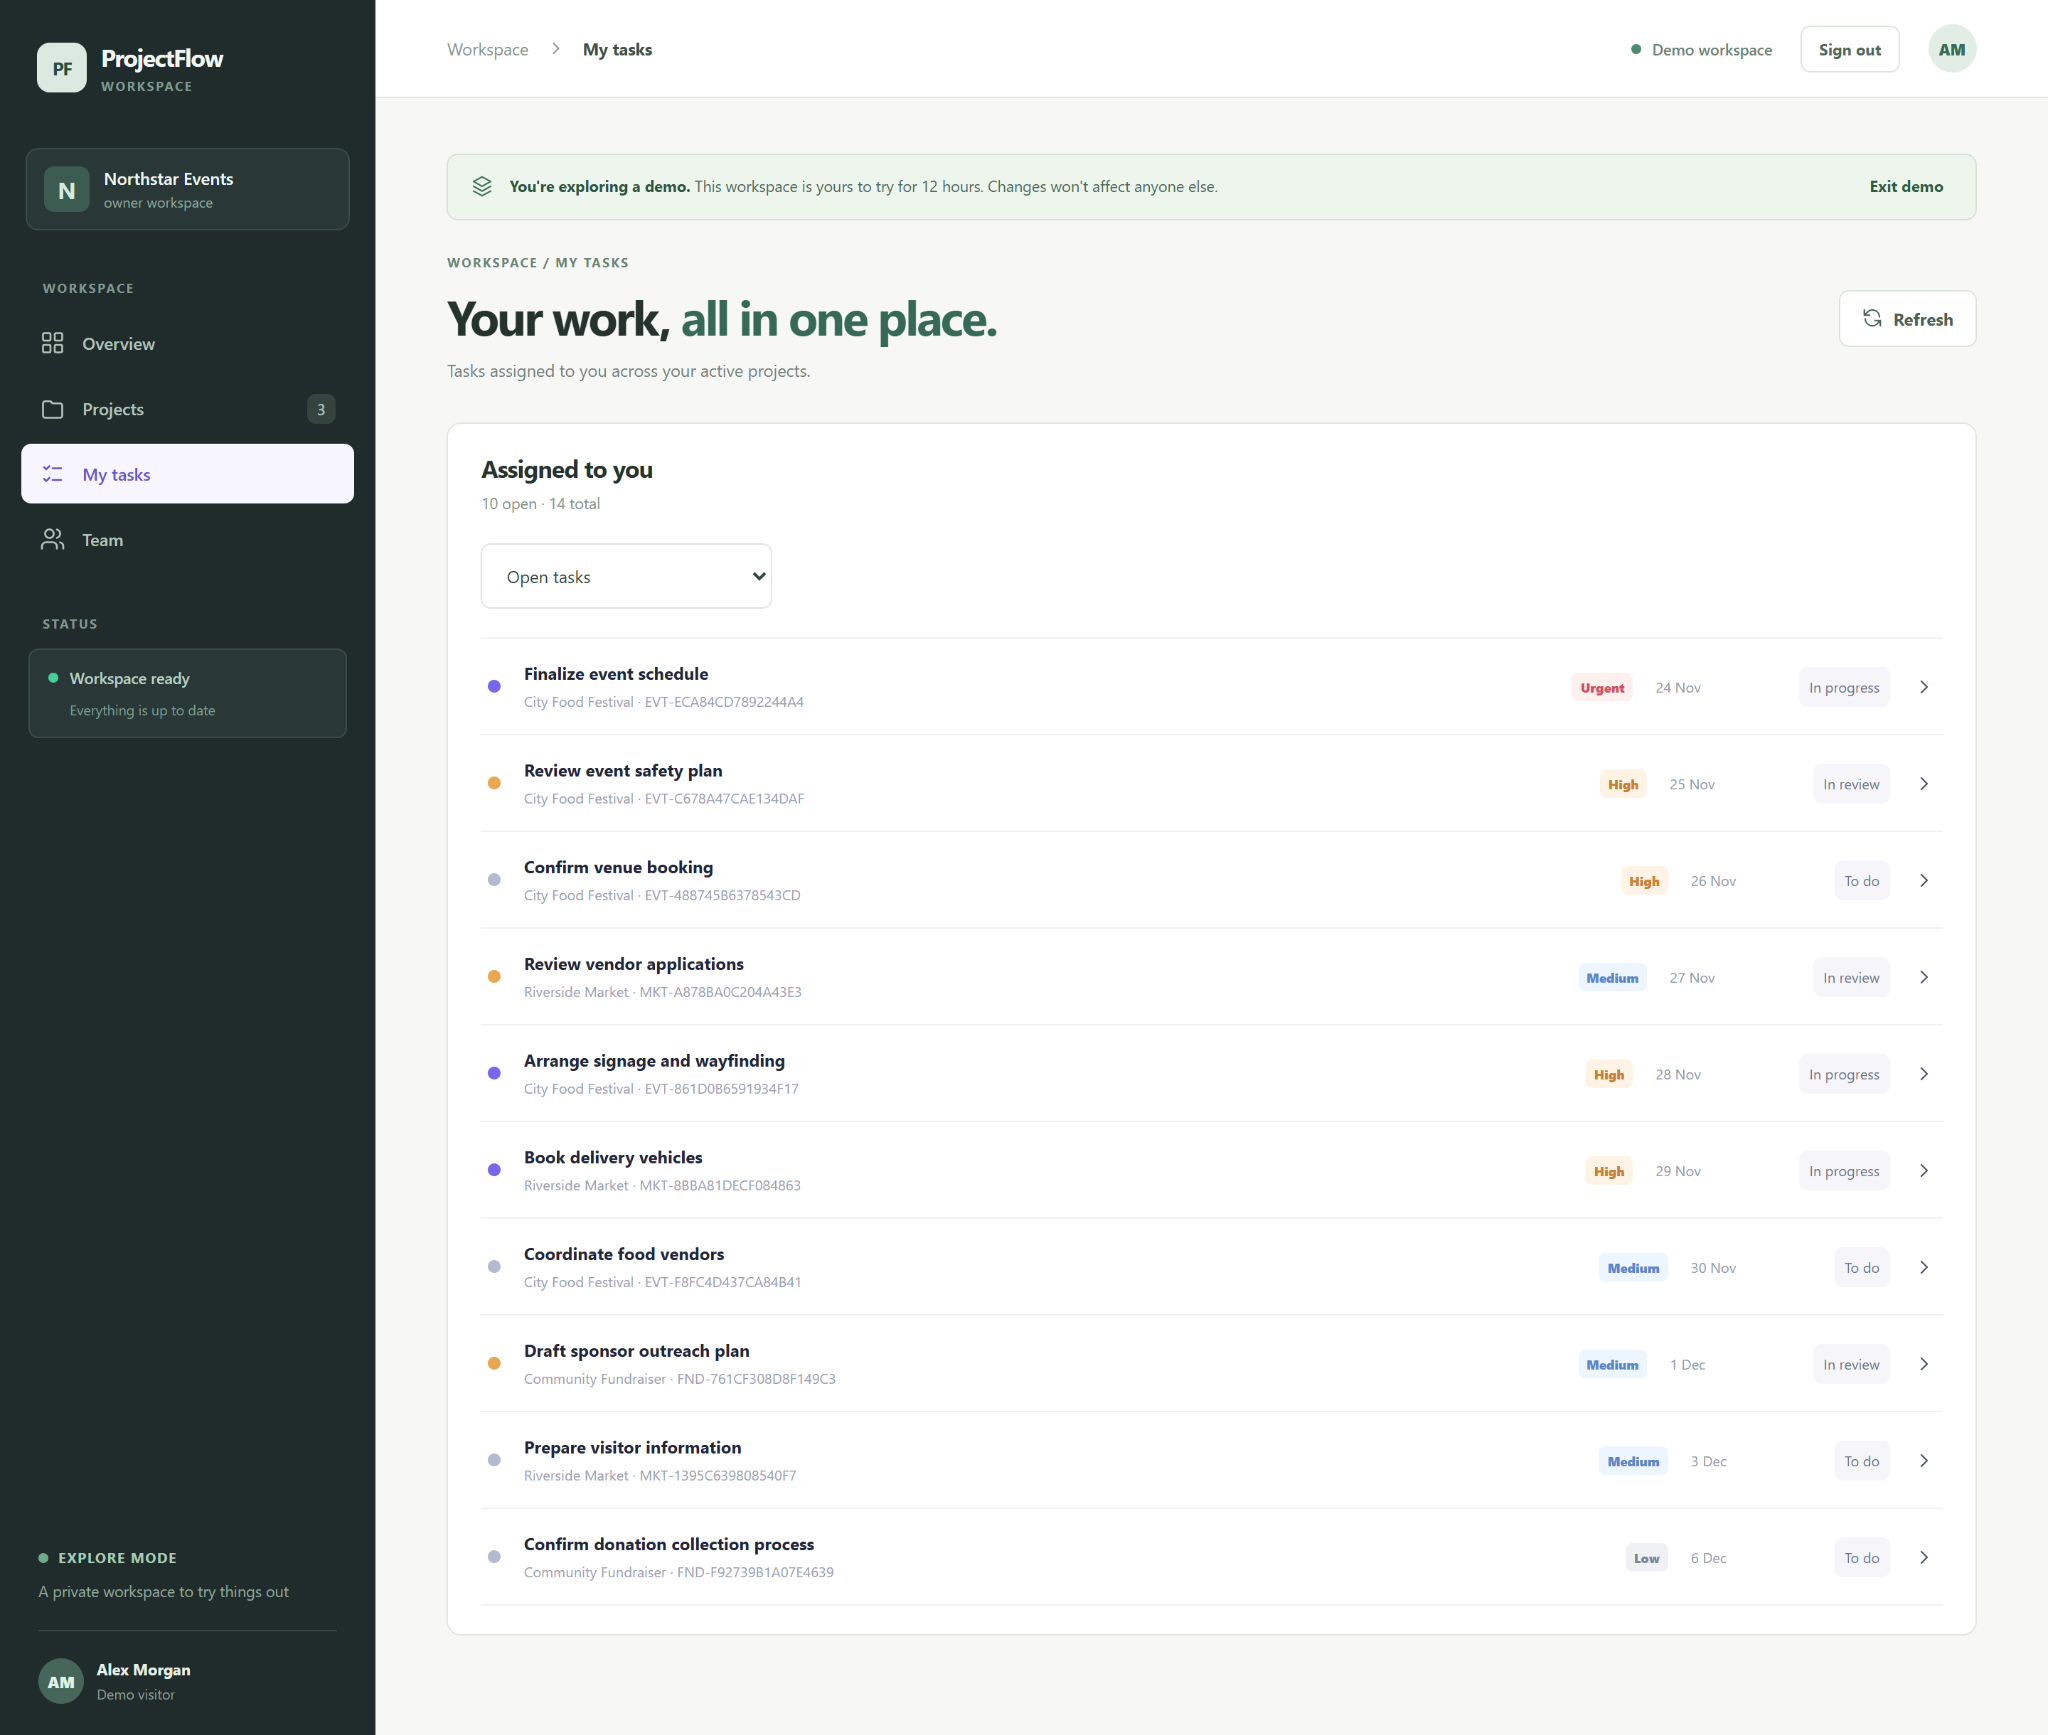 PF
ProjectFlow
WORKSPACE
N
Northstar Events
owner workspace
WORKSPACE
Overview
Projects 3
My tasks
Team
STATUS
Workspace ready
Everything is up to date
EXPLORE MODE
A private workspace to try things out
AM
Alex Morgan
Demo visitor
Workspace My tasks
Demo workspace
Sign out
AM
You're exploring a demo. This workspace is yours to try for 12 hours. Changes won't affect anyone else.
Exit demo
WORKSPACE / MY TASKS
Your work, all in one place.
Refresh
Tasks assigned to you across your active projects.
Assigned to you
10 open · 14 total
Open tasks
Finalize event schedule
City Food Festival · EVT-ECA84CD7892244A4
Urgent 24 Nov In progress
Review event safety plan
City Food Festival · EVT-C678A47CAE134DAF
High 25 Nov In review
Confirm venue booking
City Food Festival · EVT-488745B6378543CD
High 26 Nov To do
Review vendor applications
Riverside Market · MKT-A878BA0C204A43E3
Medium 27 Nov In review
Arrange signage and wayfinding
City Food Festival · EVT-861D0B6591934F17
High 28 Nov In progress
Book delivery vehicles
Riverside Market · MKT-8BBA81DECF084863
High 29 Nov In progress
Coordinate food vendors
City Food Festival · EVT-F8FC4D437CA84B41
Medium 30 Nov To do
Draft sponsor outreach plan
Community Fundraiser · FND-761CF308D8F149C3
Medium 1 Dec In review
Prepare visitor information
Riverside Market · MKT-1395C639808540F7
Medium 3 Dec To do
Confirm donation collection process
Community Fundraiser · FND-F92739B1A07E4639
Low 6 Dec To do